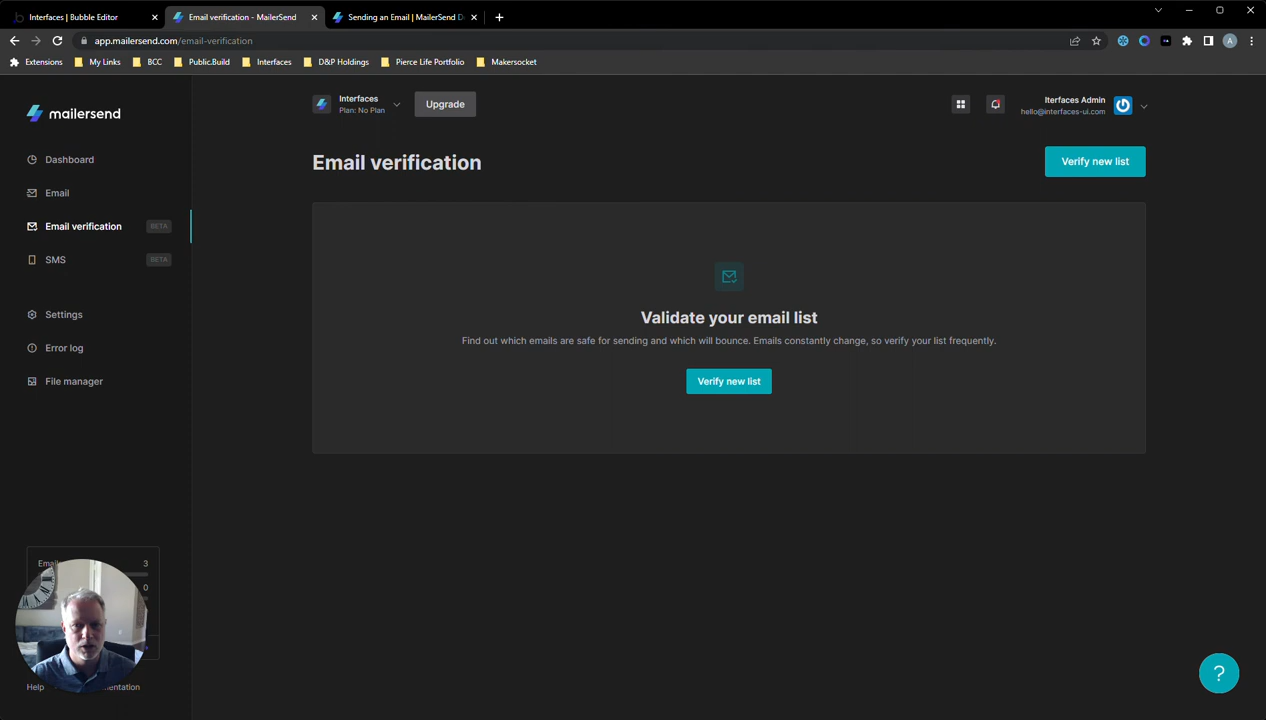 Interfaces | Bubble Editor
Email verification - MailerSend
Sending an Email | MailerSend D
app.mailersend.com/email-verification
Extensions
My Links
BCC
Public.Build
Interfaces
D&P Holdings
Pierce Life Portfolio
Makersocket
A
mailersend
Interfaces
Plan: No Plan
Upgrade
Iterfaces Admin
hello@interfaces-ui.com
Dashboard
Email
Email verification
BETA
SMS
BETA
Settings
Error log
File manager
Email verification
Verify new list
Validate your email list
Find out which emails are safe for sending and which will bounce. Emails constantly change, so verify your list frequently.
Verify new list
3
0
Help
?